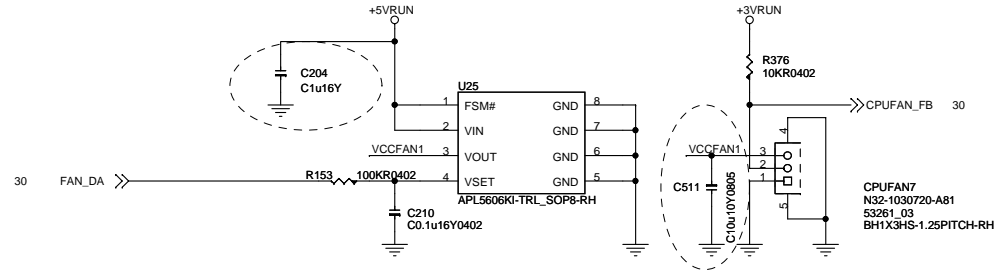 +5VRUN
+3VRUN
C204
C1u16Y
R376
10KR0402
U25
1 FSM# GND 8
2 VIN GND 7
3 VOUT GND 6
4 VSET GND 5
APL5606KI-TRL_SOP8-RH
VCCFAN1
30 FAN_DA
R153 100KR0402
C210
C0.1u16Y0402
CPUFAN_FB 30
VCCFAN1
C511
C10u10Y0805
4
3
2
1
5
CPUFAN7
N32-1030720-A81
53261_03
BH1X3HS-1.25PITCH-RH